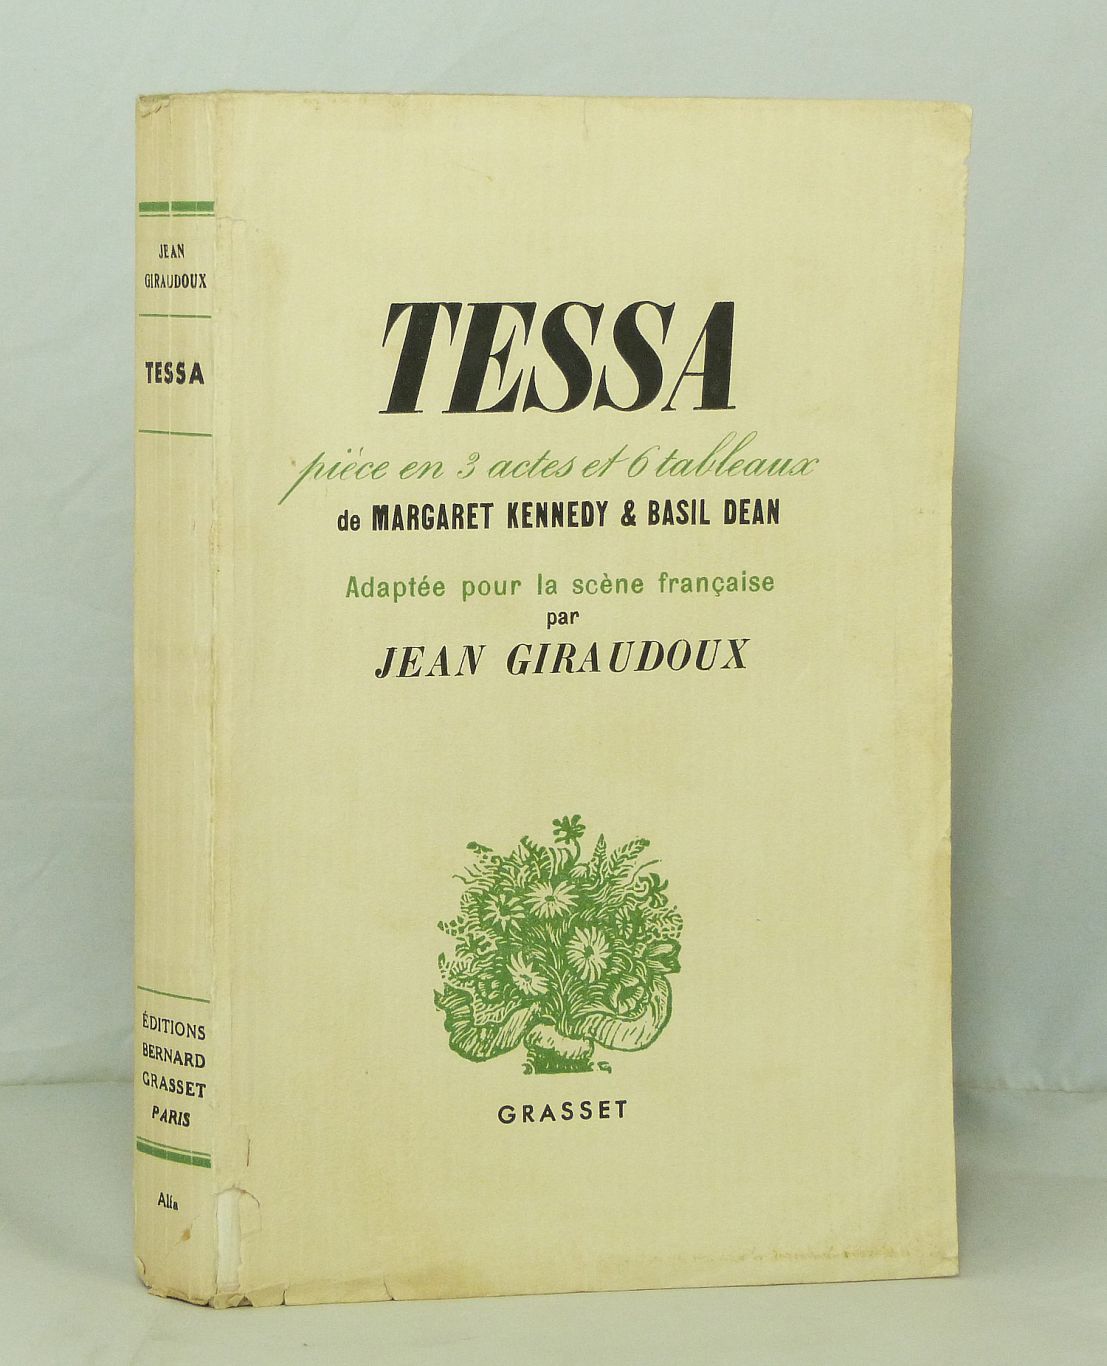 JEAN
GIRAUDOUX
TESSA
ÉDITIONS
BERNARD
GRASSET
PARIS
Alfa
TESSA
pièce en 3 actes et 6 tableaux
de MARGARET KENNEDY & BASIL DEAN
Adaptée pour la scène française
par
JEAN GIRAUDOUX
GRASSET